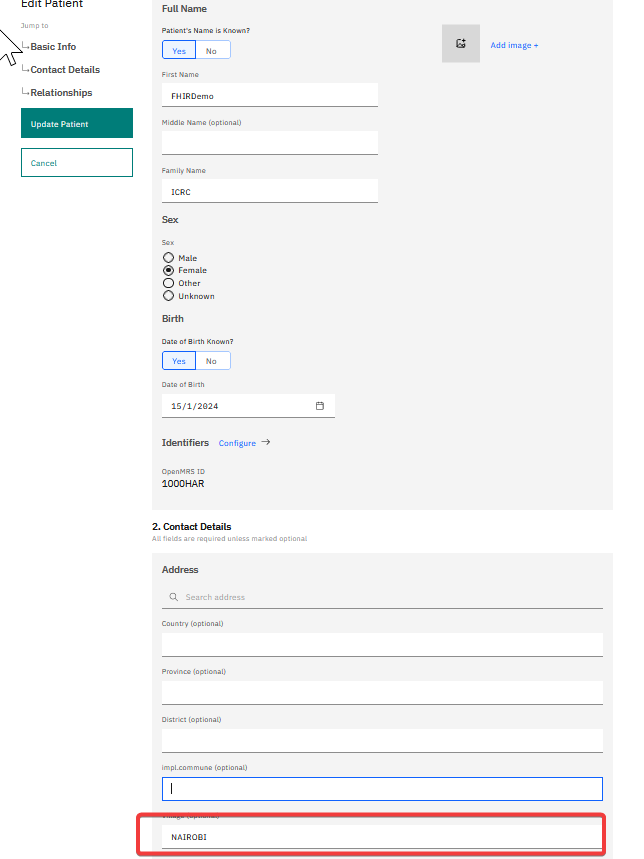 Edit Patient
Jump to
Basic Info
Contact Details
Relationships
Update Patient
Cancel
Full Name
Patient's Name is Known?
Yes No
Add image +
First Name
FHIRDemo
Middle Name (optional)
Family Name
ICRC
Sex
Sex
Male
Female
Other
Unknown
Birth
Date of Birth Known?
Yes No
Date of Birth
15/1/2024
Identifiers Configure
OpenMRS ID
1000HAR
2. Contact Details
All fields are required unless marked optional
Address
Search address
Country (optional)
Province (optional)
District (optional)
impl.commune (optional)
Village (optional)
NAIROBI